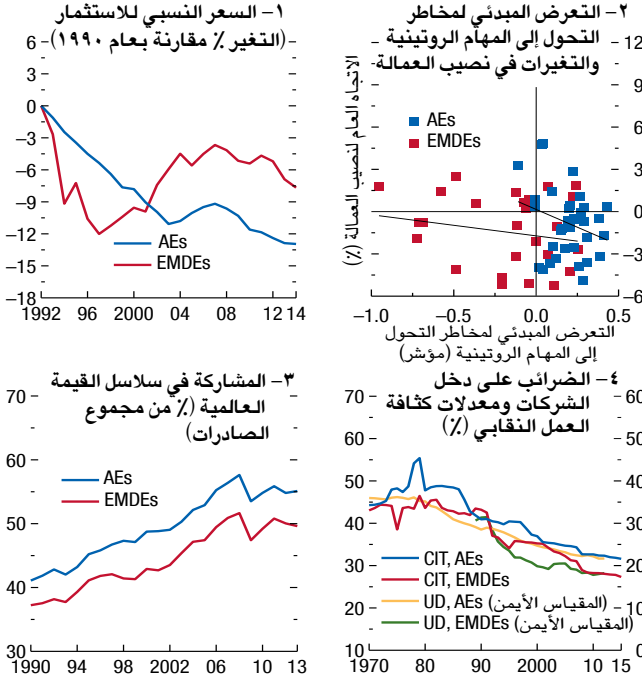 ١- السعر النسبي للاستثمار
(التغير ٪ مقارنة بعام ١٩٩٠)
6
3
0
−3
−6
−9
−12
−15
−18
AEs
EMDEs
1992 96 2000 04 08 12 14
٢- التعرض المبدئي لمخاطر
التحول إلى المهام الروتينية
والتغيرات في نصيب العمالة
الاتجاه العام لنصيب العمالة (٪)
12
9
6
3
0
−3
−6
AEs
EMDEs
−1.0 −0.5 0.0 0.5
التعرض المبدئي لمخاطر التحول
إلى المهام الروتينية (مؤشر)
٣- المشاركة في سلاسل القيمة
العالمية (٪ من مجموع
الصادرات)
70
60
50
40
30
AEs
EMDEs
1990 94 98 2002 06 10 13
٤- الضرائب على دخل
الشركات ومعدلات كثافة
العمل النقابي (٪)
70
60
50
40
30
20
10
60
50
40
30
20
10
0
CIT, AEs
CIT, EMDEs
UD, AEs (المقياس الأيمن)
UD, EMDEs (المقياس الأيمن)
1970 80 90 2000 10 15